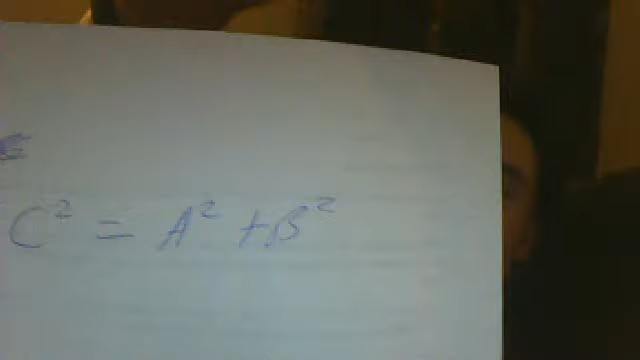 C² = A² + B²